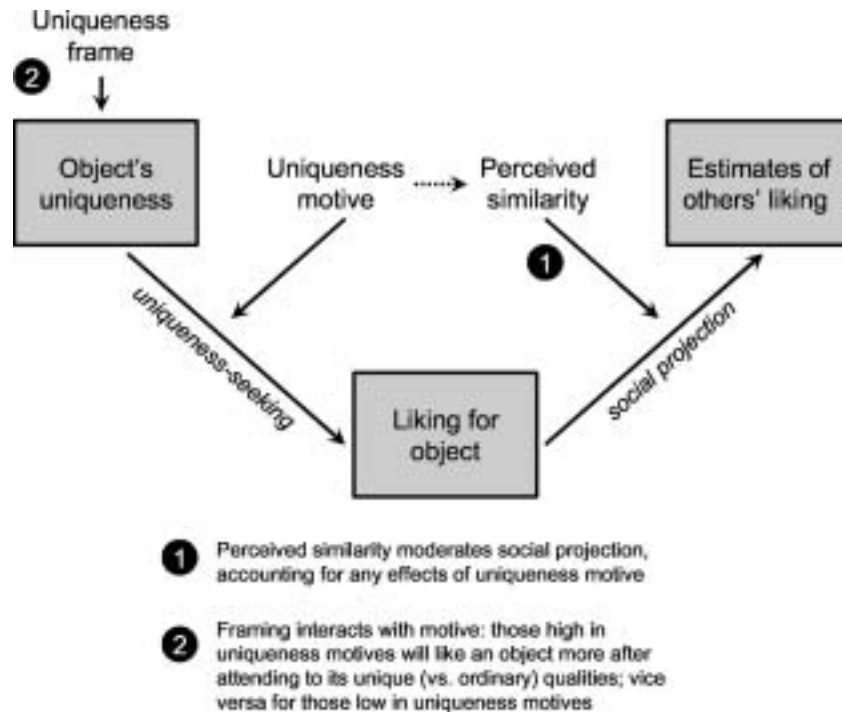 Uniqueness
frame
2
Object's
uniqueness
Uniqueness
motive
Perceived
similarity
Estimates of
others' liking
1
uniqueness-seeking
social projection
Liking for
object
1 Perceived similarity moderates social projection,
accounting for any effects of uniqueness motive
2 Framing interacts with motive: those high in
uniqueness motives will like an object more after
attending to its unique (vs. ordinary) qualities; vice
versa for those low in uniqueness motives